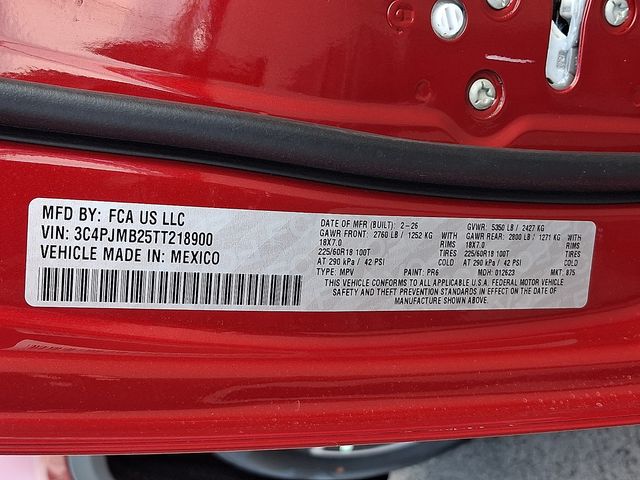 MFD BY: FCA US LLC
VIN: 3C4PJMB25TT218900
VEHICLE MADE IN: MEXICO
DATE OF MFR (BUILT): 2-26 GVWR: 5350 LB / 2427 KG
GAWR FRONT: 2760 LB / 1252 KG WITH GAWR REAR: 2800 LB / 1271 KG WITH
18X7.0 RIMS 18X7.0 RIMS
225/60R18 100T TIRES 225/60R18 100T TIRES
AT 290 kPa / 42 PSI COLD AT 290 kPa / 42 PSI COLD
TYPE: MPV PAINT: PR6 MDH: 012623 MKT: 875
THIS VEHICLE CONFORMS TO ALL APPLICABLE U.S.A. FEDERAL MOTOR VEHICLE
SAFETY AND THEFT PREVENTION STANDARDS IN EFFECT ON THE DATE OF
MANUFACTURE SHOWN ABOVE.